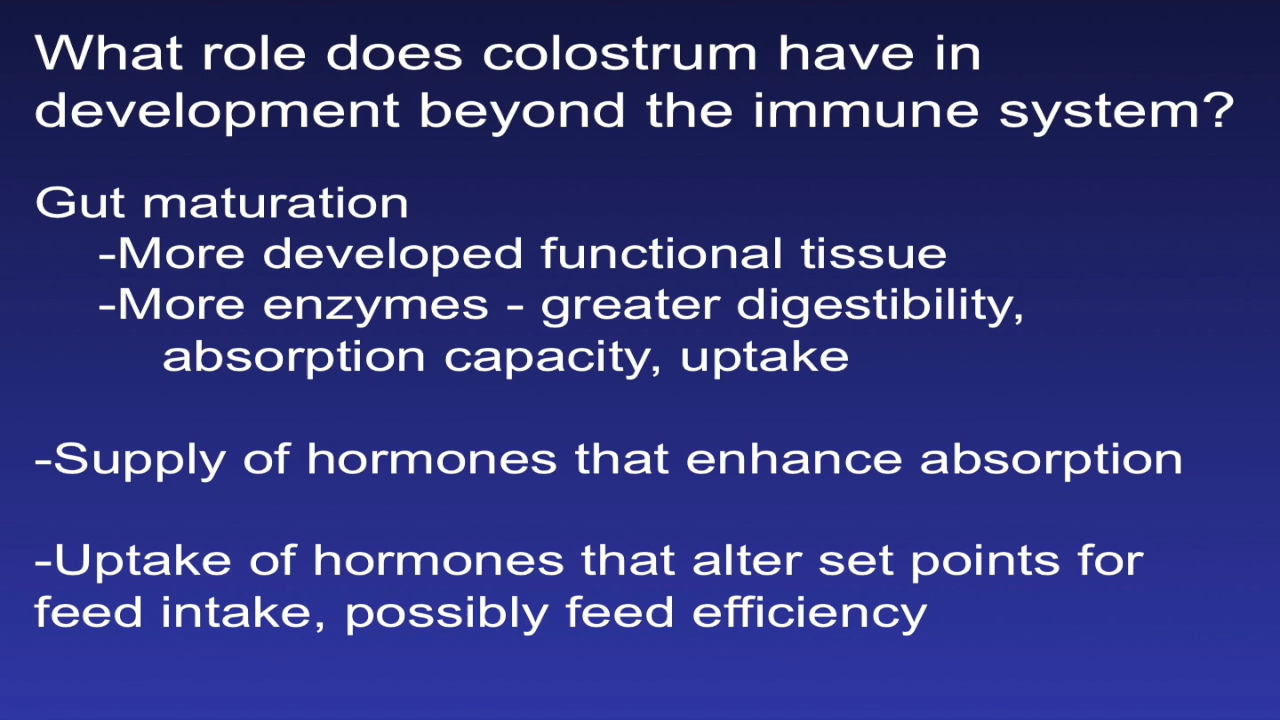 What role does colostrum have in
development beyond the immune system?
Gut maturation
-More developed functional tissue
-More enzymes - greater digestibility,
absorption capacity, uptake
-Supply of hormones that enhance absorption
-Uptake of hormones that alter set points for
feed intake, possibly feed efficiency